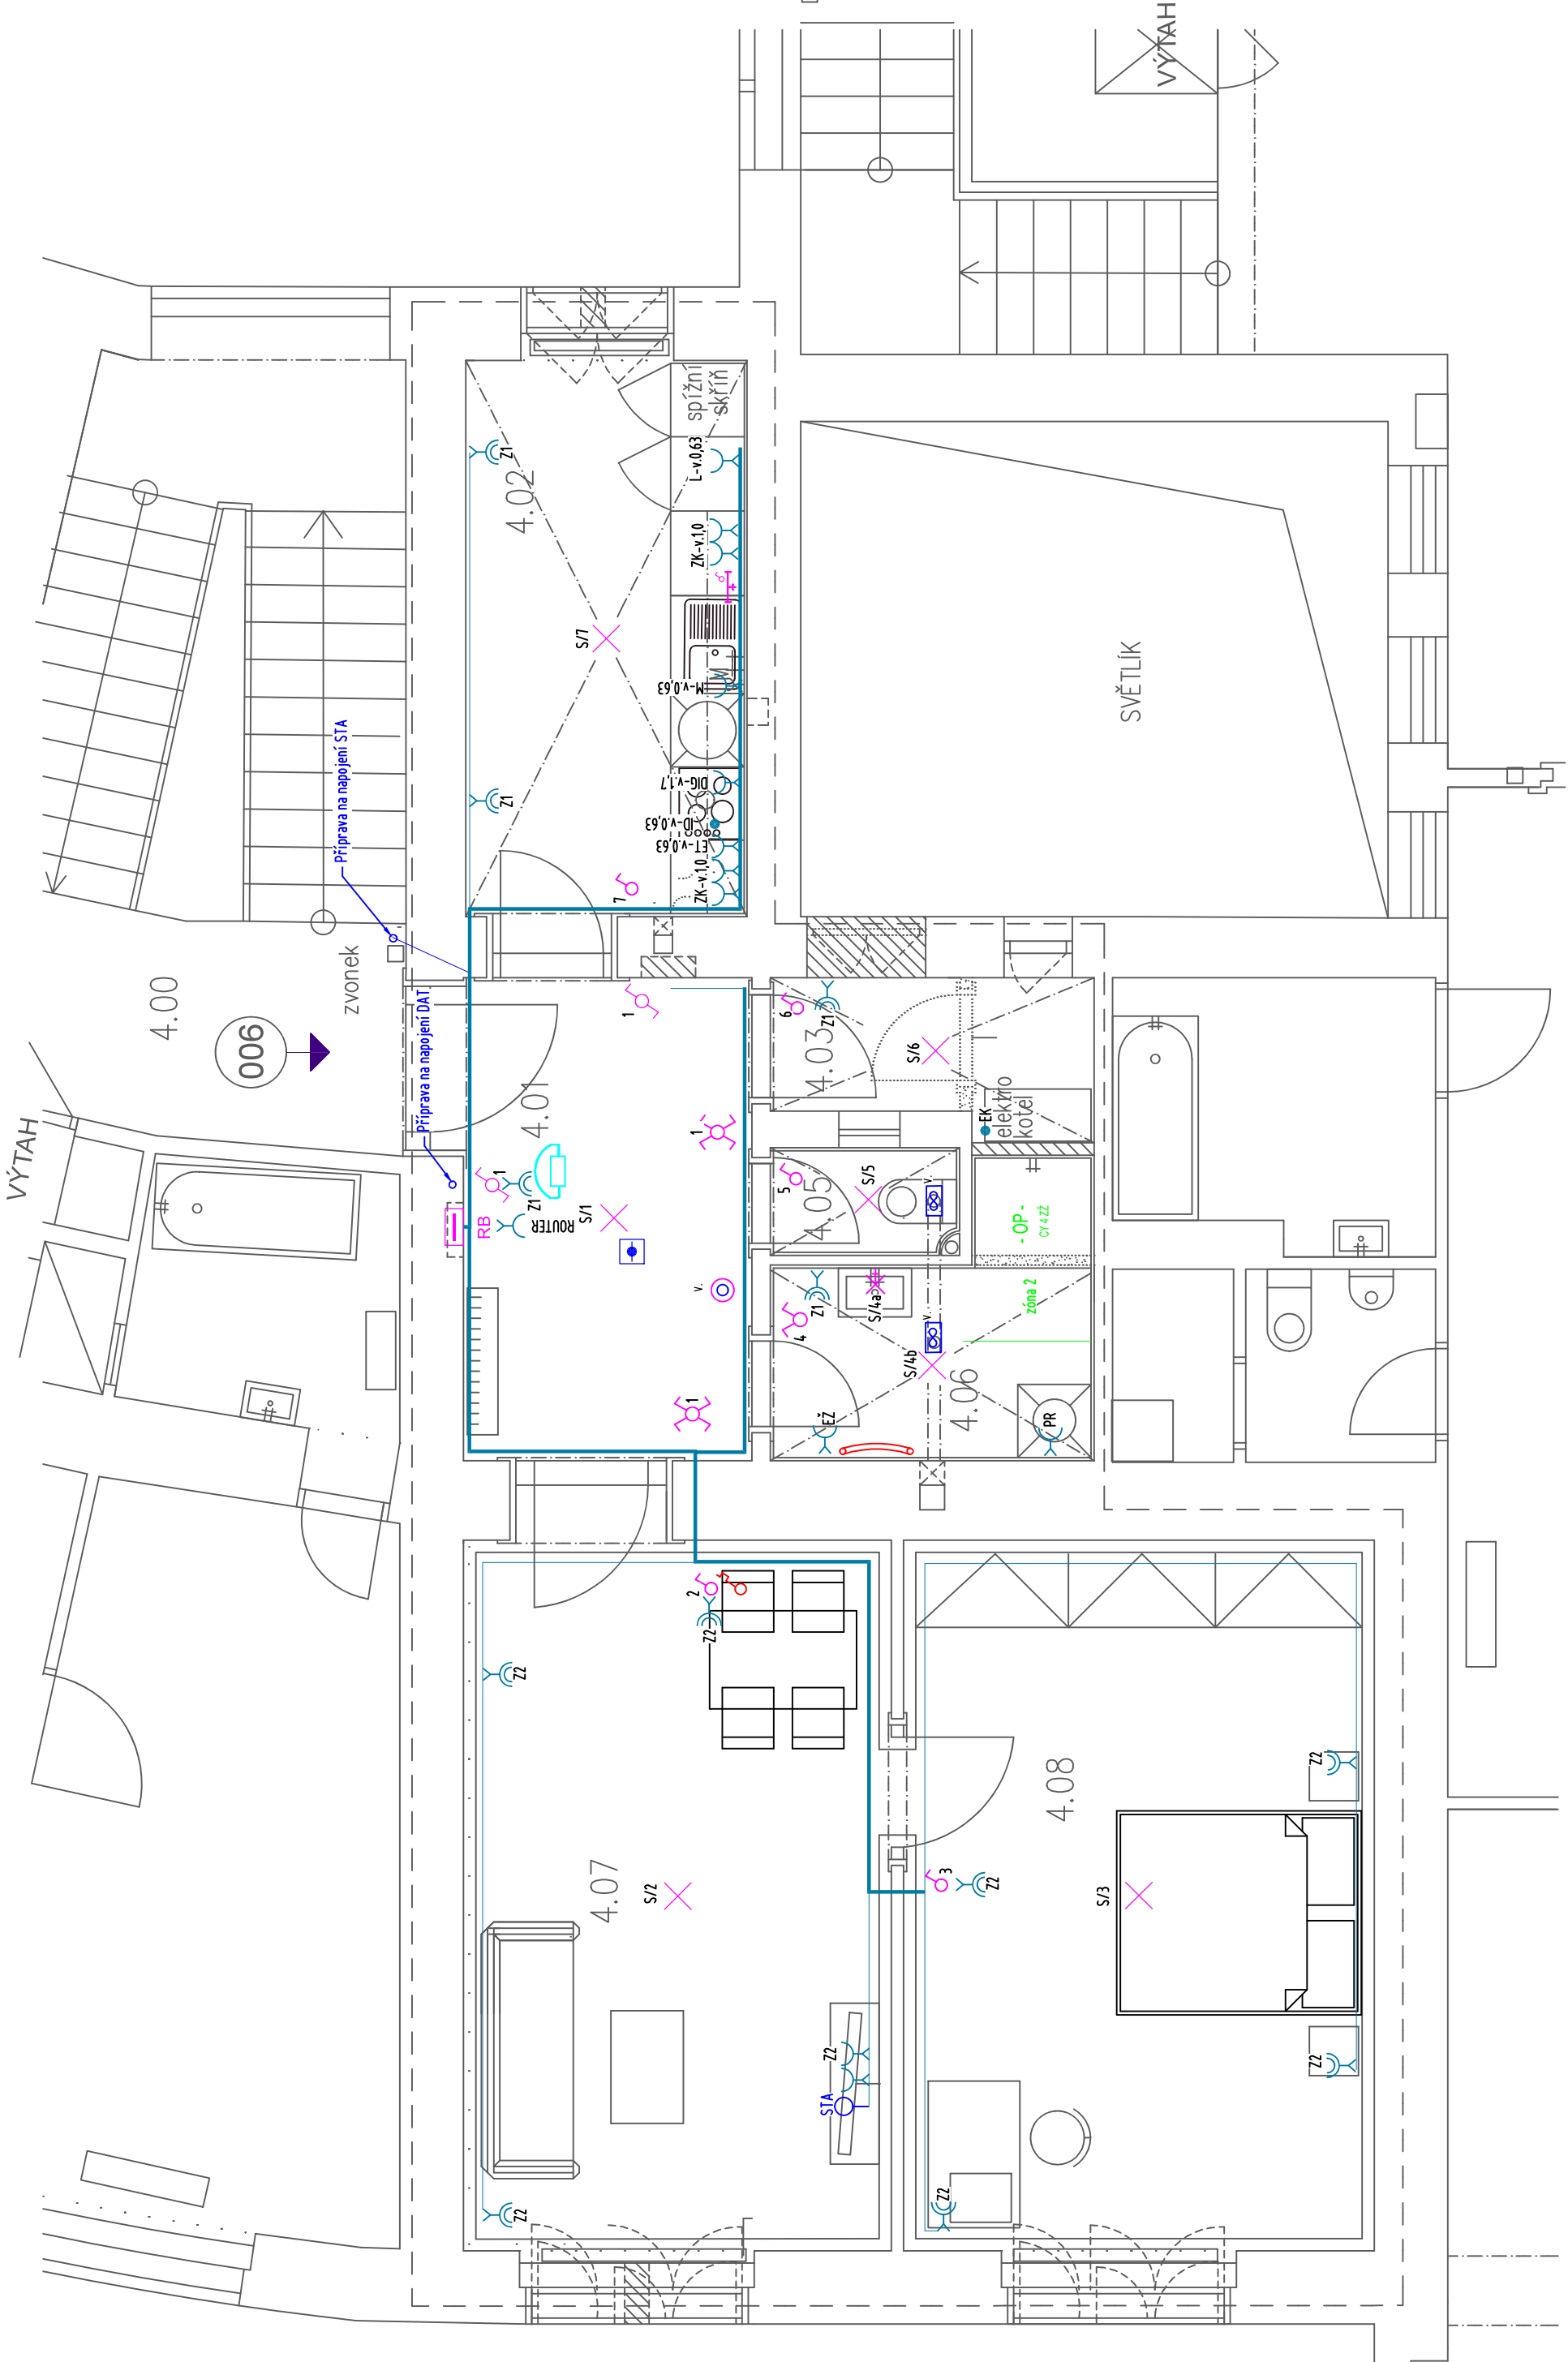 VÝTAH
spížní
skříň
L-v.0,63
Z1
4.02
ZK-v.1,0
S/7
M-v.0,63
SVĚTLÍK
Příprava na napojení STA
DIG-v.1,7
Z1
ID-v.0,63
ET-v.0,63
ZK-v.1,0
7
zvonek
4.00
006
Příprava na napojení DAT
1
6
Z1
4.03
S/6
4.01
EK
elektro
kotel
1
VÝTAH
1
Z1
RB
ROUTER
S/1
5
4.05
S/5
v.
- OP -
CY 4 ZŽ
v.
Z1
S/4a
zóna 2
4
v.
S/4b
4.06
1
EŽ
PR
2
Z2
Z2
4.08
Z2
4.07
S/2
3
Z2
S/3
Z2
STA
Z2
Z2
Z2